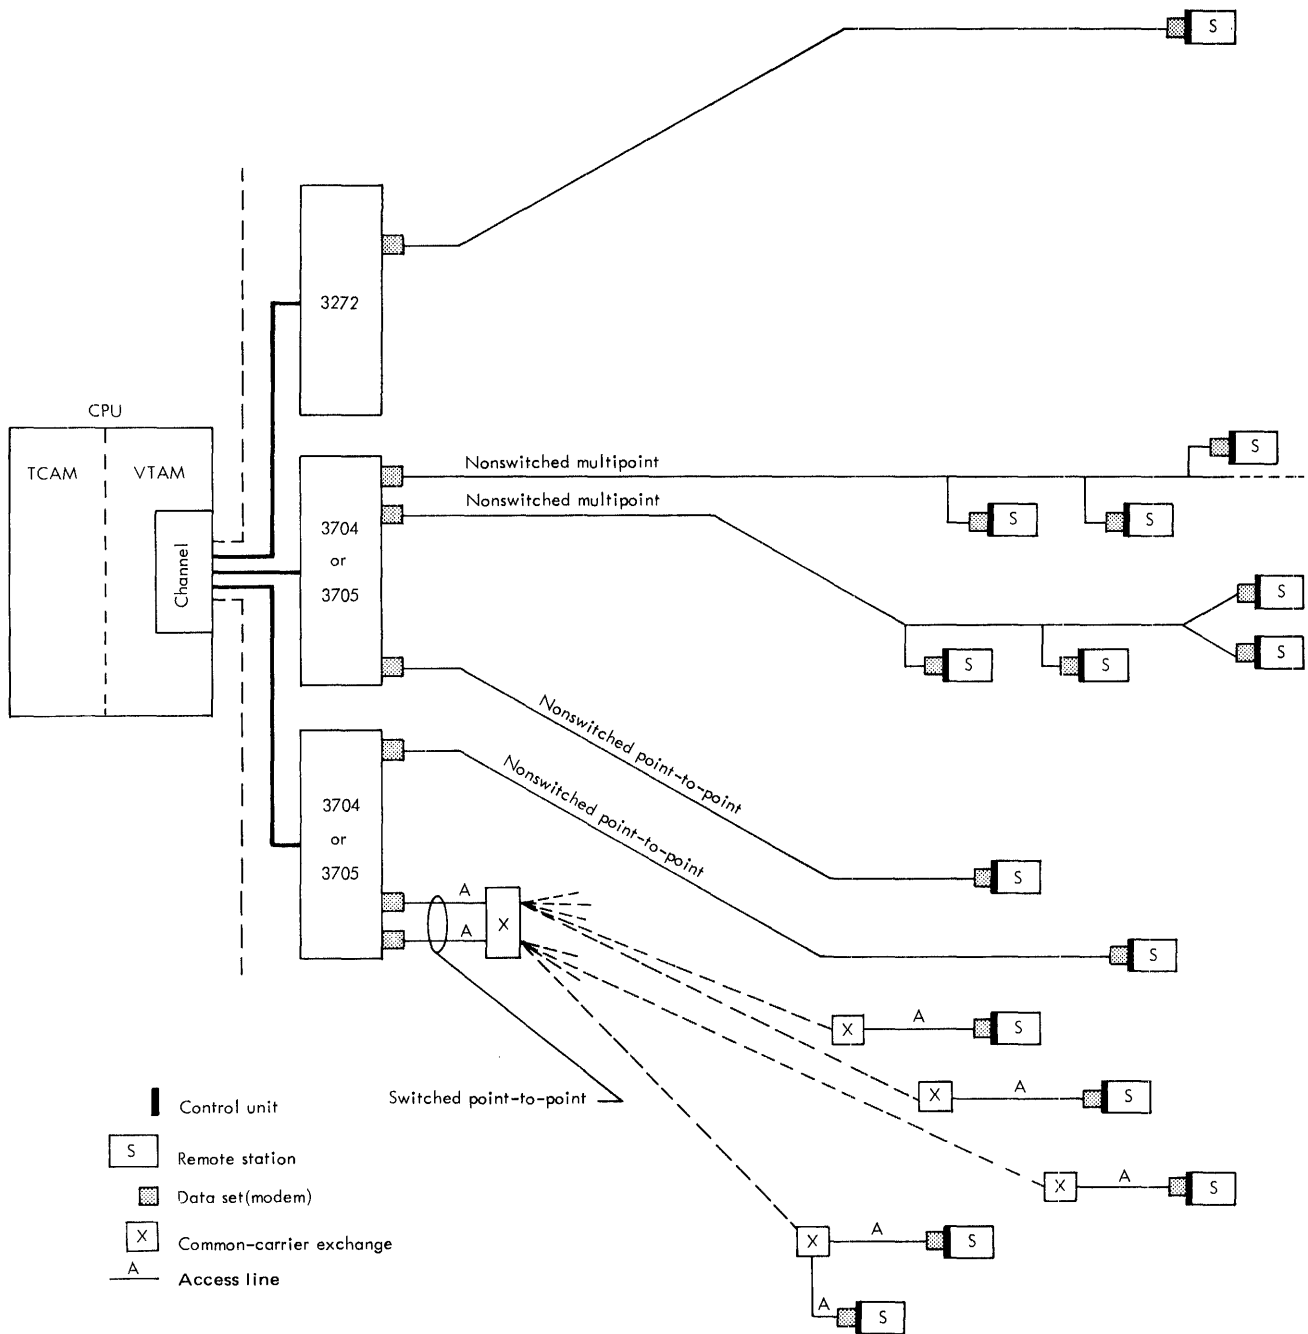 S
3272
CPU
TCAM
VTAM
Channel
Nonswitched multipoint
S
Nonswitched multipoint
S
S
3704
or
3705
S
S
S
S
Nonswitched point-to-point
Nonswitched point-to-point
3704
or
3705
S
A
X
A
S
X
A
S
X
A
S
X
A
S
X
A
S
A
S
Switched point-to-point
Control unit
S
Remote station
Data set(modem)
X
Common-carrier exchange
A
Access line